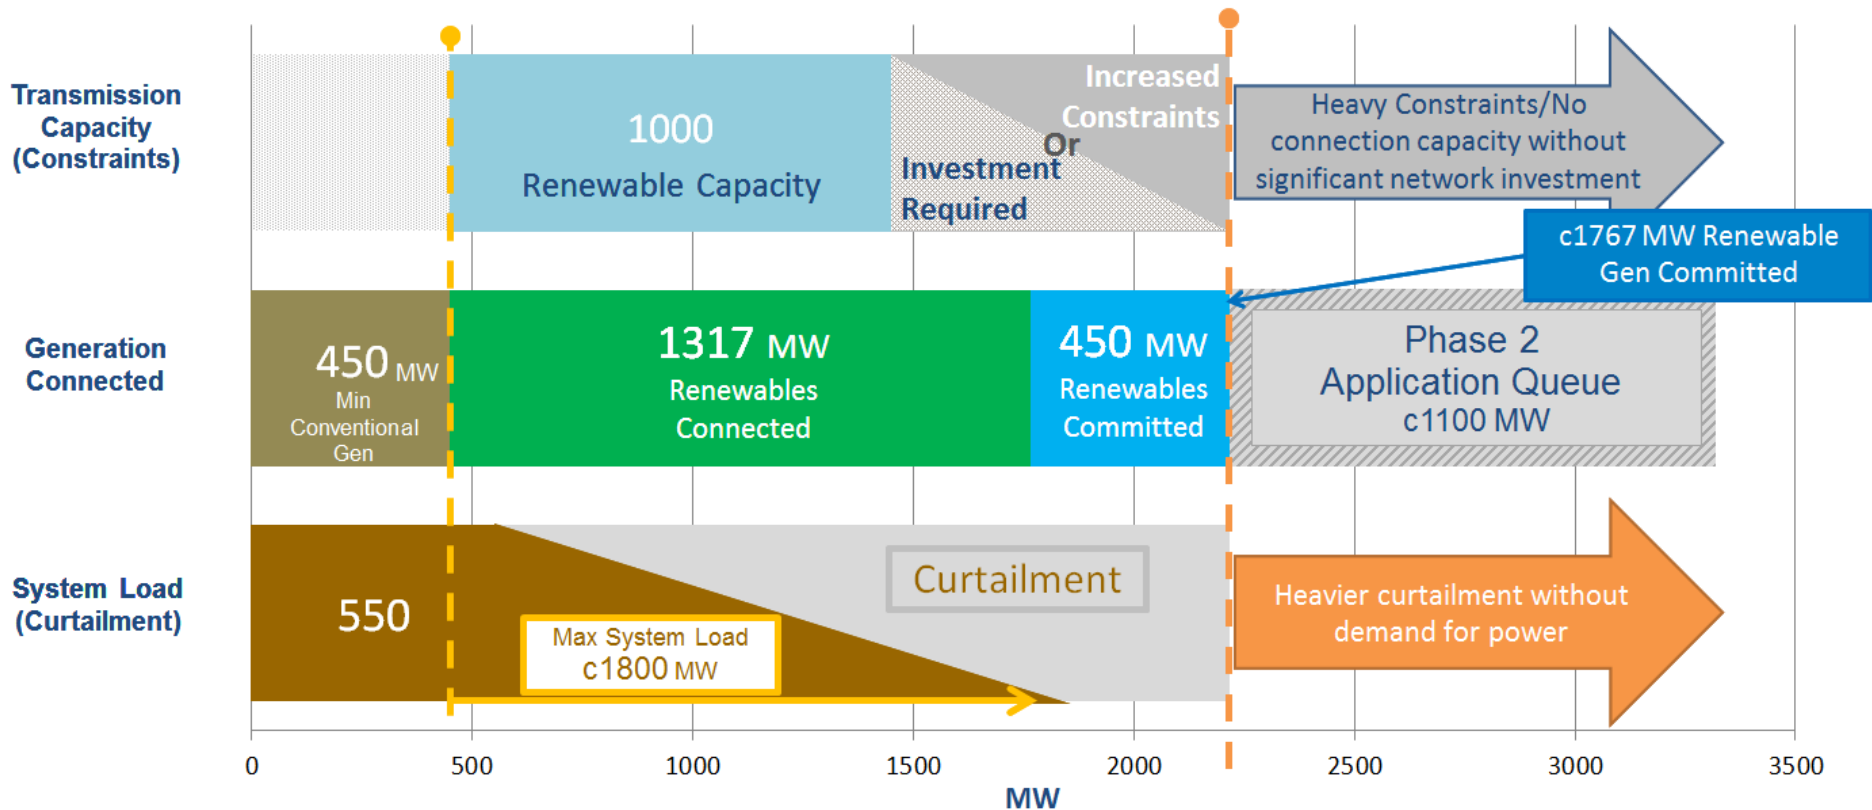 Transmission
Capacity
(Constraints)
1000
Renewable Capacity
Increased
Constraints
Or
Investment
Required
Heavy Constraints/No
connection capacity without
significant network investment
c1767 MW Renewable
Gen Committed
Generation
Connected
450 MW
Min
Conventional
Gen
1317 MW
Renewables
Connected
450 MW
Renewables
Committed
Phase 2
Application Queue
c1100 MW
System Load
(Curtailment)
550
Max System Load
c1800 MW
Curtailment
Heavier curtailment without
demand for power
0 500 1000 1500 2000 2500 3000 3500
MW